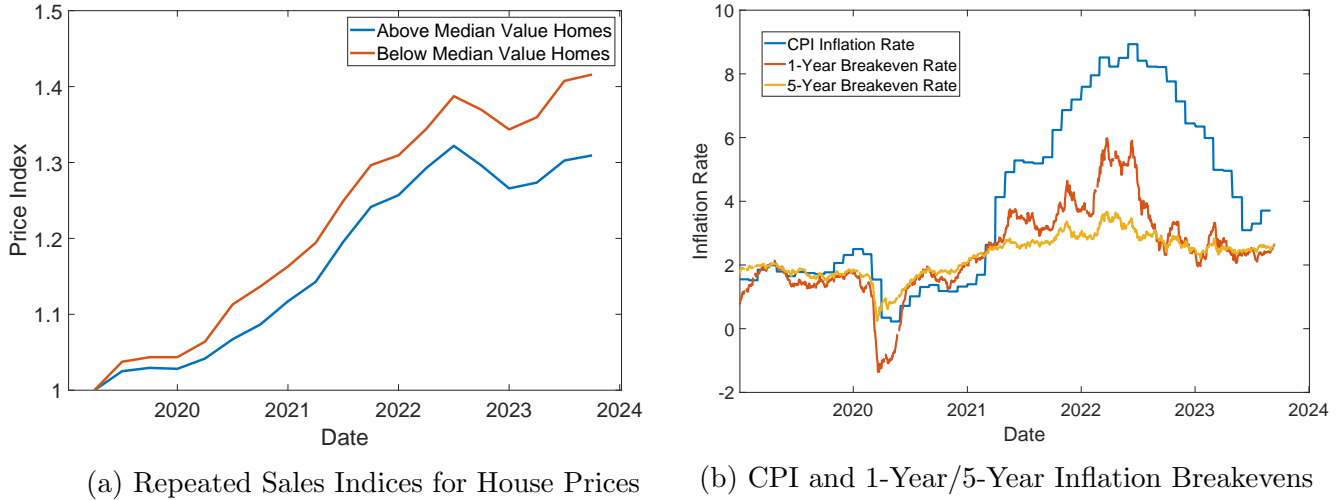 1.5
1.4
1.3
1.2
1.1
1
Price Index
Above Median Value Homes
Below Median Value Homes
2020
2021
2022
2023
2024
Date
(a) Repeated Sales Indices for House Prices
10
8
6
4
2
0
-2
Inflation Rate
CPI Inflation Rate
1-Year Breakeven Rate
5-Year Breakeven Rate
2020
2021
2022
2023
2024
Date
(b) CPI and 1-Year/5-Year Inflation Breakevens